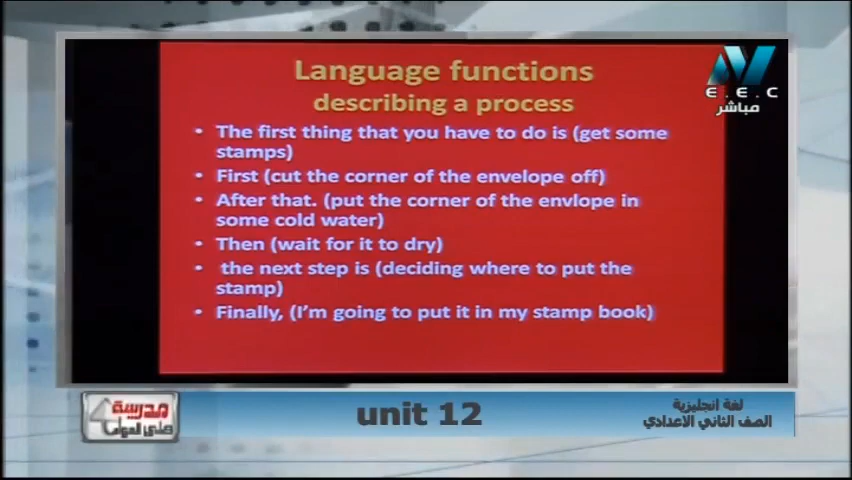 Language functions
describing a process
• The first thing that you have to do is (get some
stamps)
• First (cut the corner of the envelope off)
• After that. (put the corner of the envlope in
some cold water)
• Then (wait for it to dry)
• the next step is (deciding where to put the
stamp)
• Finally, (I'm going to put it in my stamp book)
E.E.C
مباشر
مدرسة
على الهواء
unit 12
لغة انجليزية
الصف الثاني الاعدادي